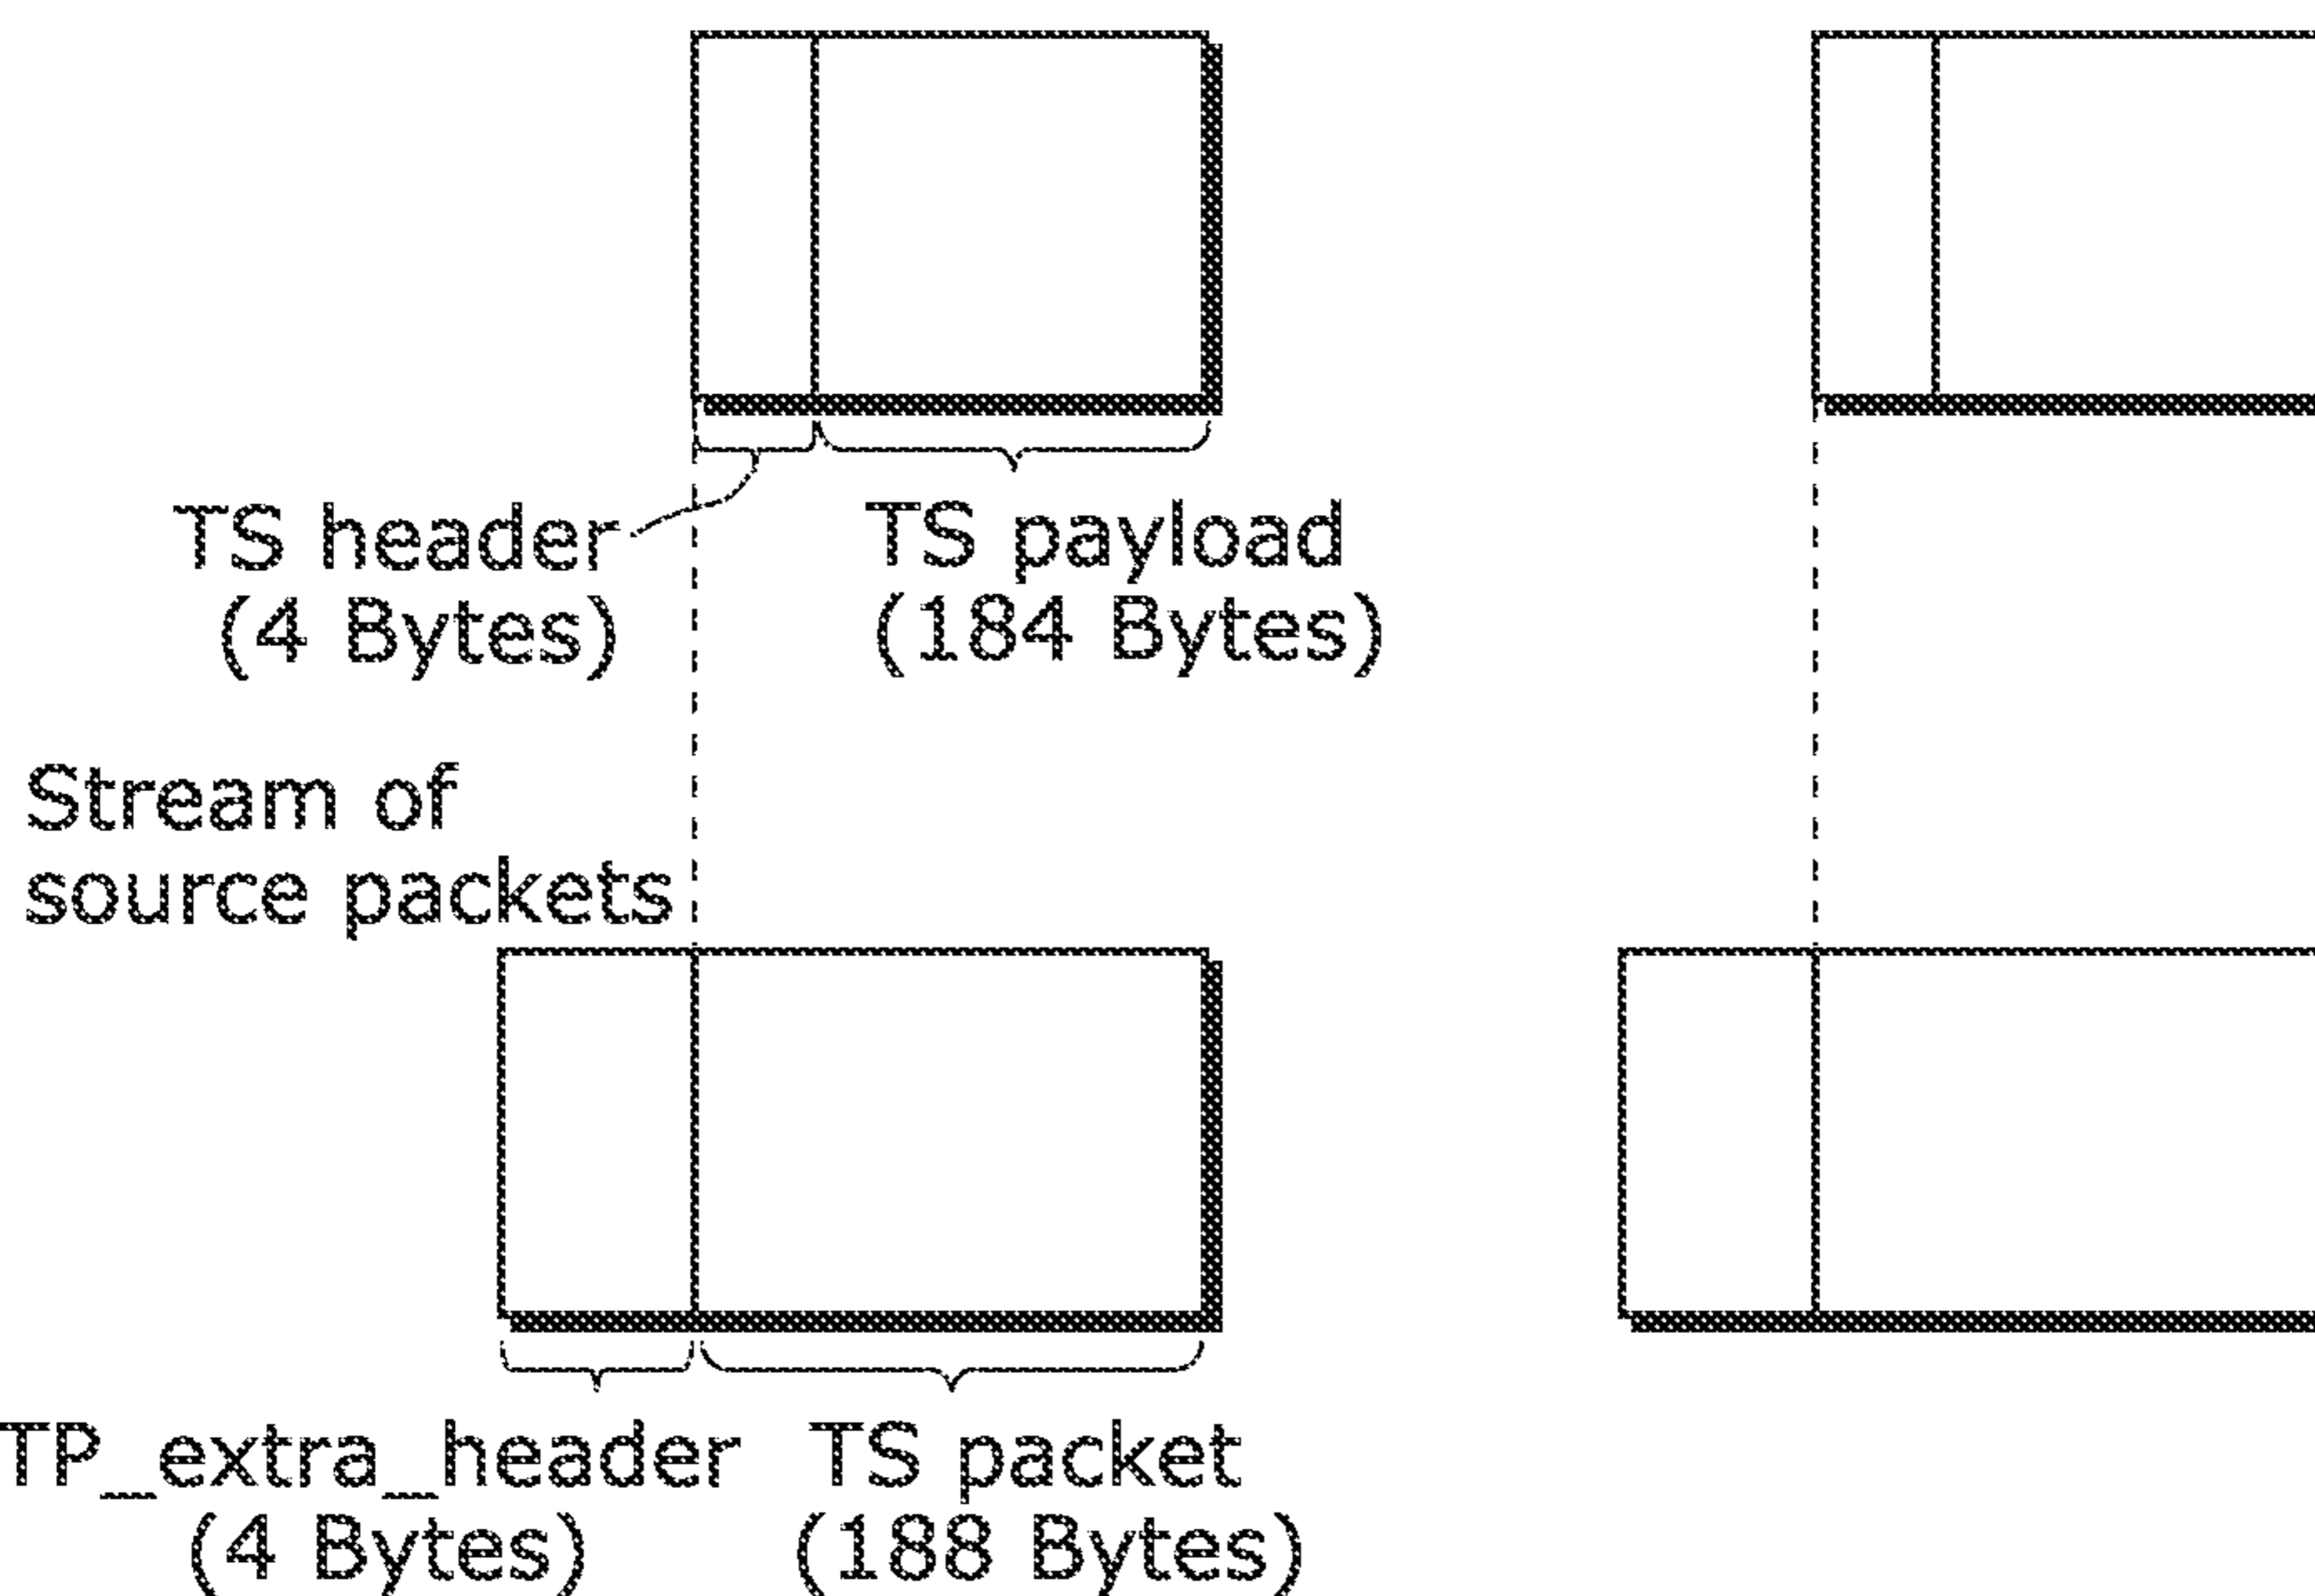 TS header
(4 Bytes)
TS payload
(184 Bytes)
Stream of
source packets
TP_extra_header
(4 Bytes)
TS packet
(188 Bytes)